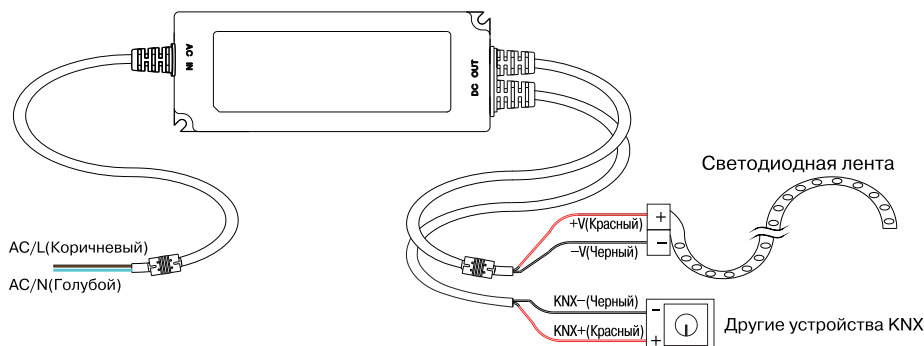 AC IN
DC OUT
Светодиодная лента
+V(Красный)
+
−V(Черный)
−
AC/L(Коричневый)
AC/N(Голубой)
KNX−(Черный)
−
KNX+(Красный)
+
Другие устройства KNX